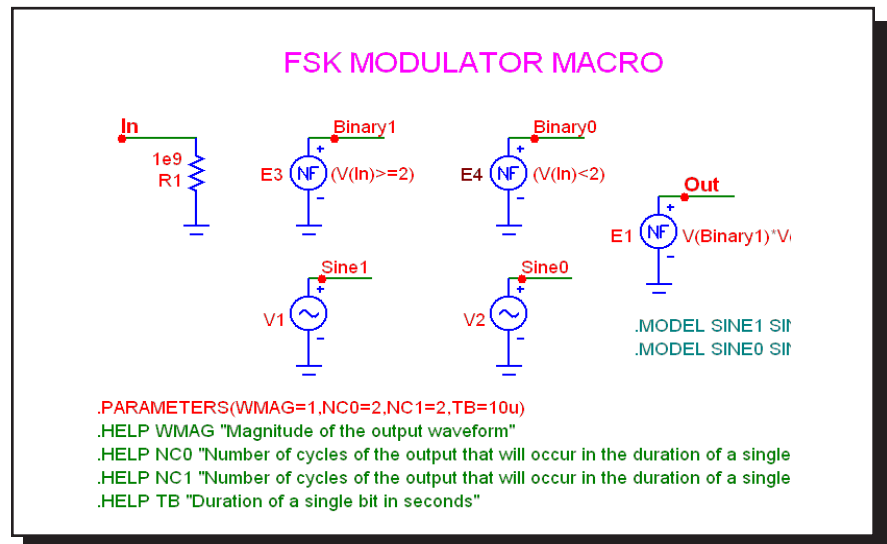 FSK MODULATOR MACRO
In
Binary1
Binary0
1e9
R1
+
E3
NF
(V(In)>=2)
-
+
E4
NF
(V(In)<2)
-
Out
+
E1
NF
V(Binary1)*V(
-
Sine1
+
V1
-
Sine0
+
V2
-
.MODEL SINE1 SIN
.MODEL SINE0 SIN
.PARAMETERS(WMAG=1,NC0=2,NC1=2,TB=10u)
.HELP WMAG "Magnitude of the output waveform"
.HELP NC0 "Number of cycles of the output that will occur in the duration of a single
.HELP NC1 "Number of cycles of the output that will occur in the duration of a single
.HELP TB "Duration of a single bit in seconds"